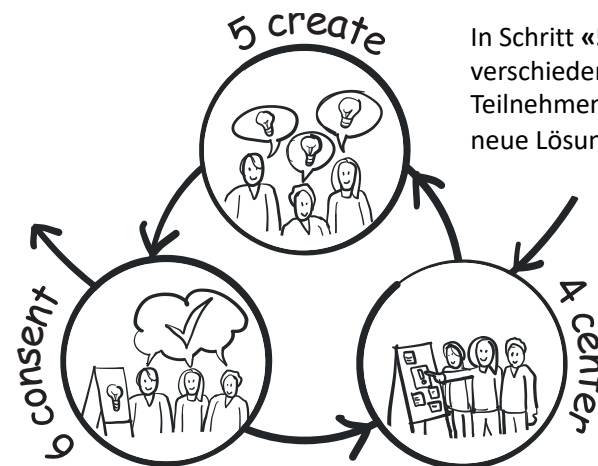 5 create
In Schritt
verschieden
Teilnehmen
neue Lösun
4 center
6 consent